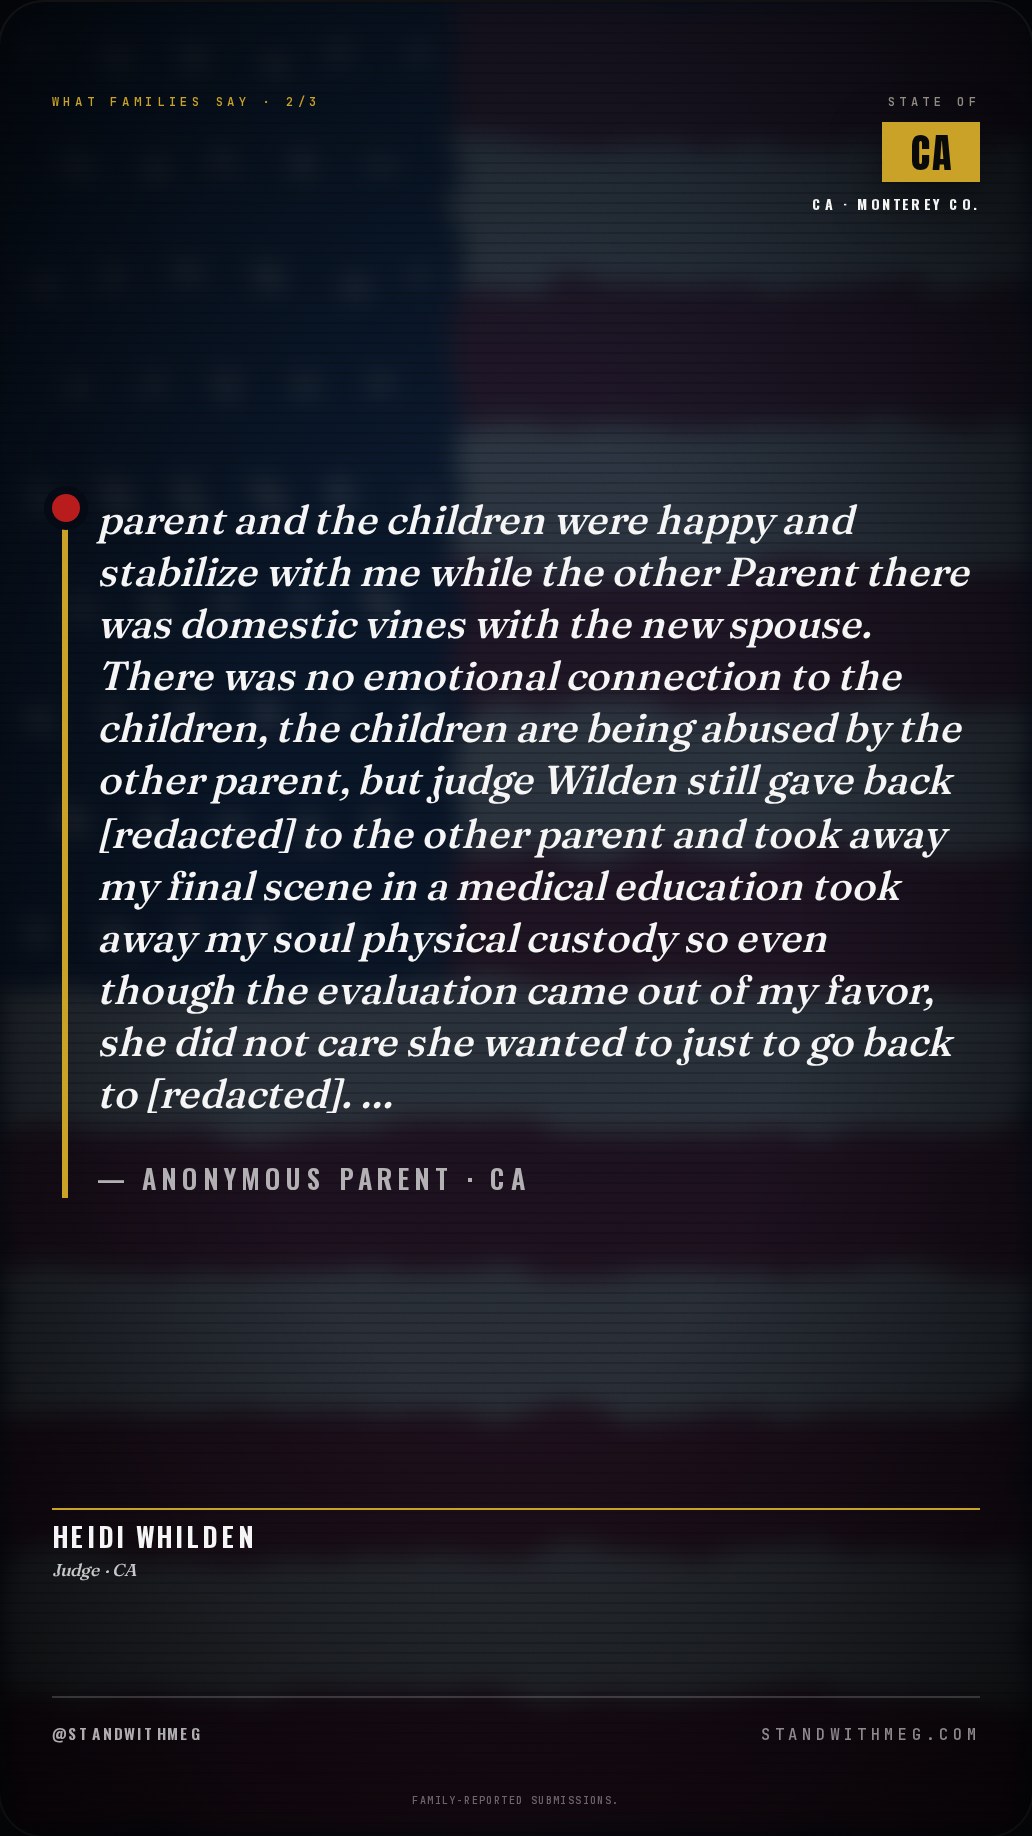 WHAT FAMILIES SAY · 2/3
STATE OF
CA
CA · MONTEREY CO.
parent and the children were happy and
stabilize with me while the other Parent there
was domestic vines with the new spouse.
There was no emotional connection to the
children, the children are being abused by the
other parent, but judge Wilden still gave back
[redacted] to the other parent and took away
my final scene in a medical education took
away my soul physical custody so even
though the evaluation came out of my favor,
she did not care she wanted to just to go back
to [redacted]. ...
— ANONYMOUS PARENT · CA
HEIDI WHILDEN
Judge · CA
@STANDWITHMEG
STANDWITHMEG.COM
FAMILY-REPORTED SUBMISSIONS.